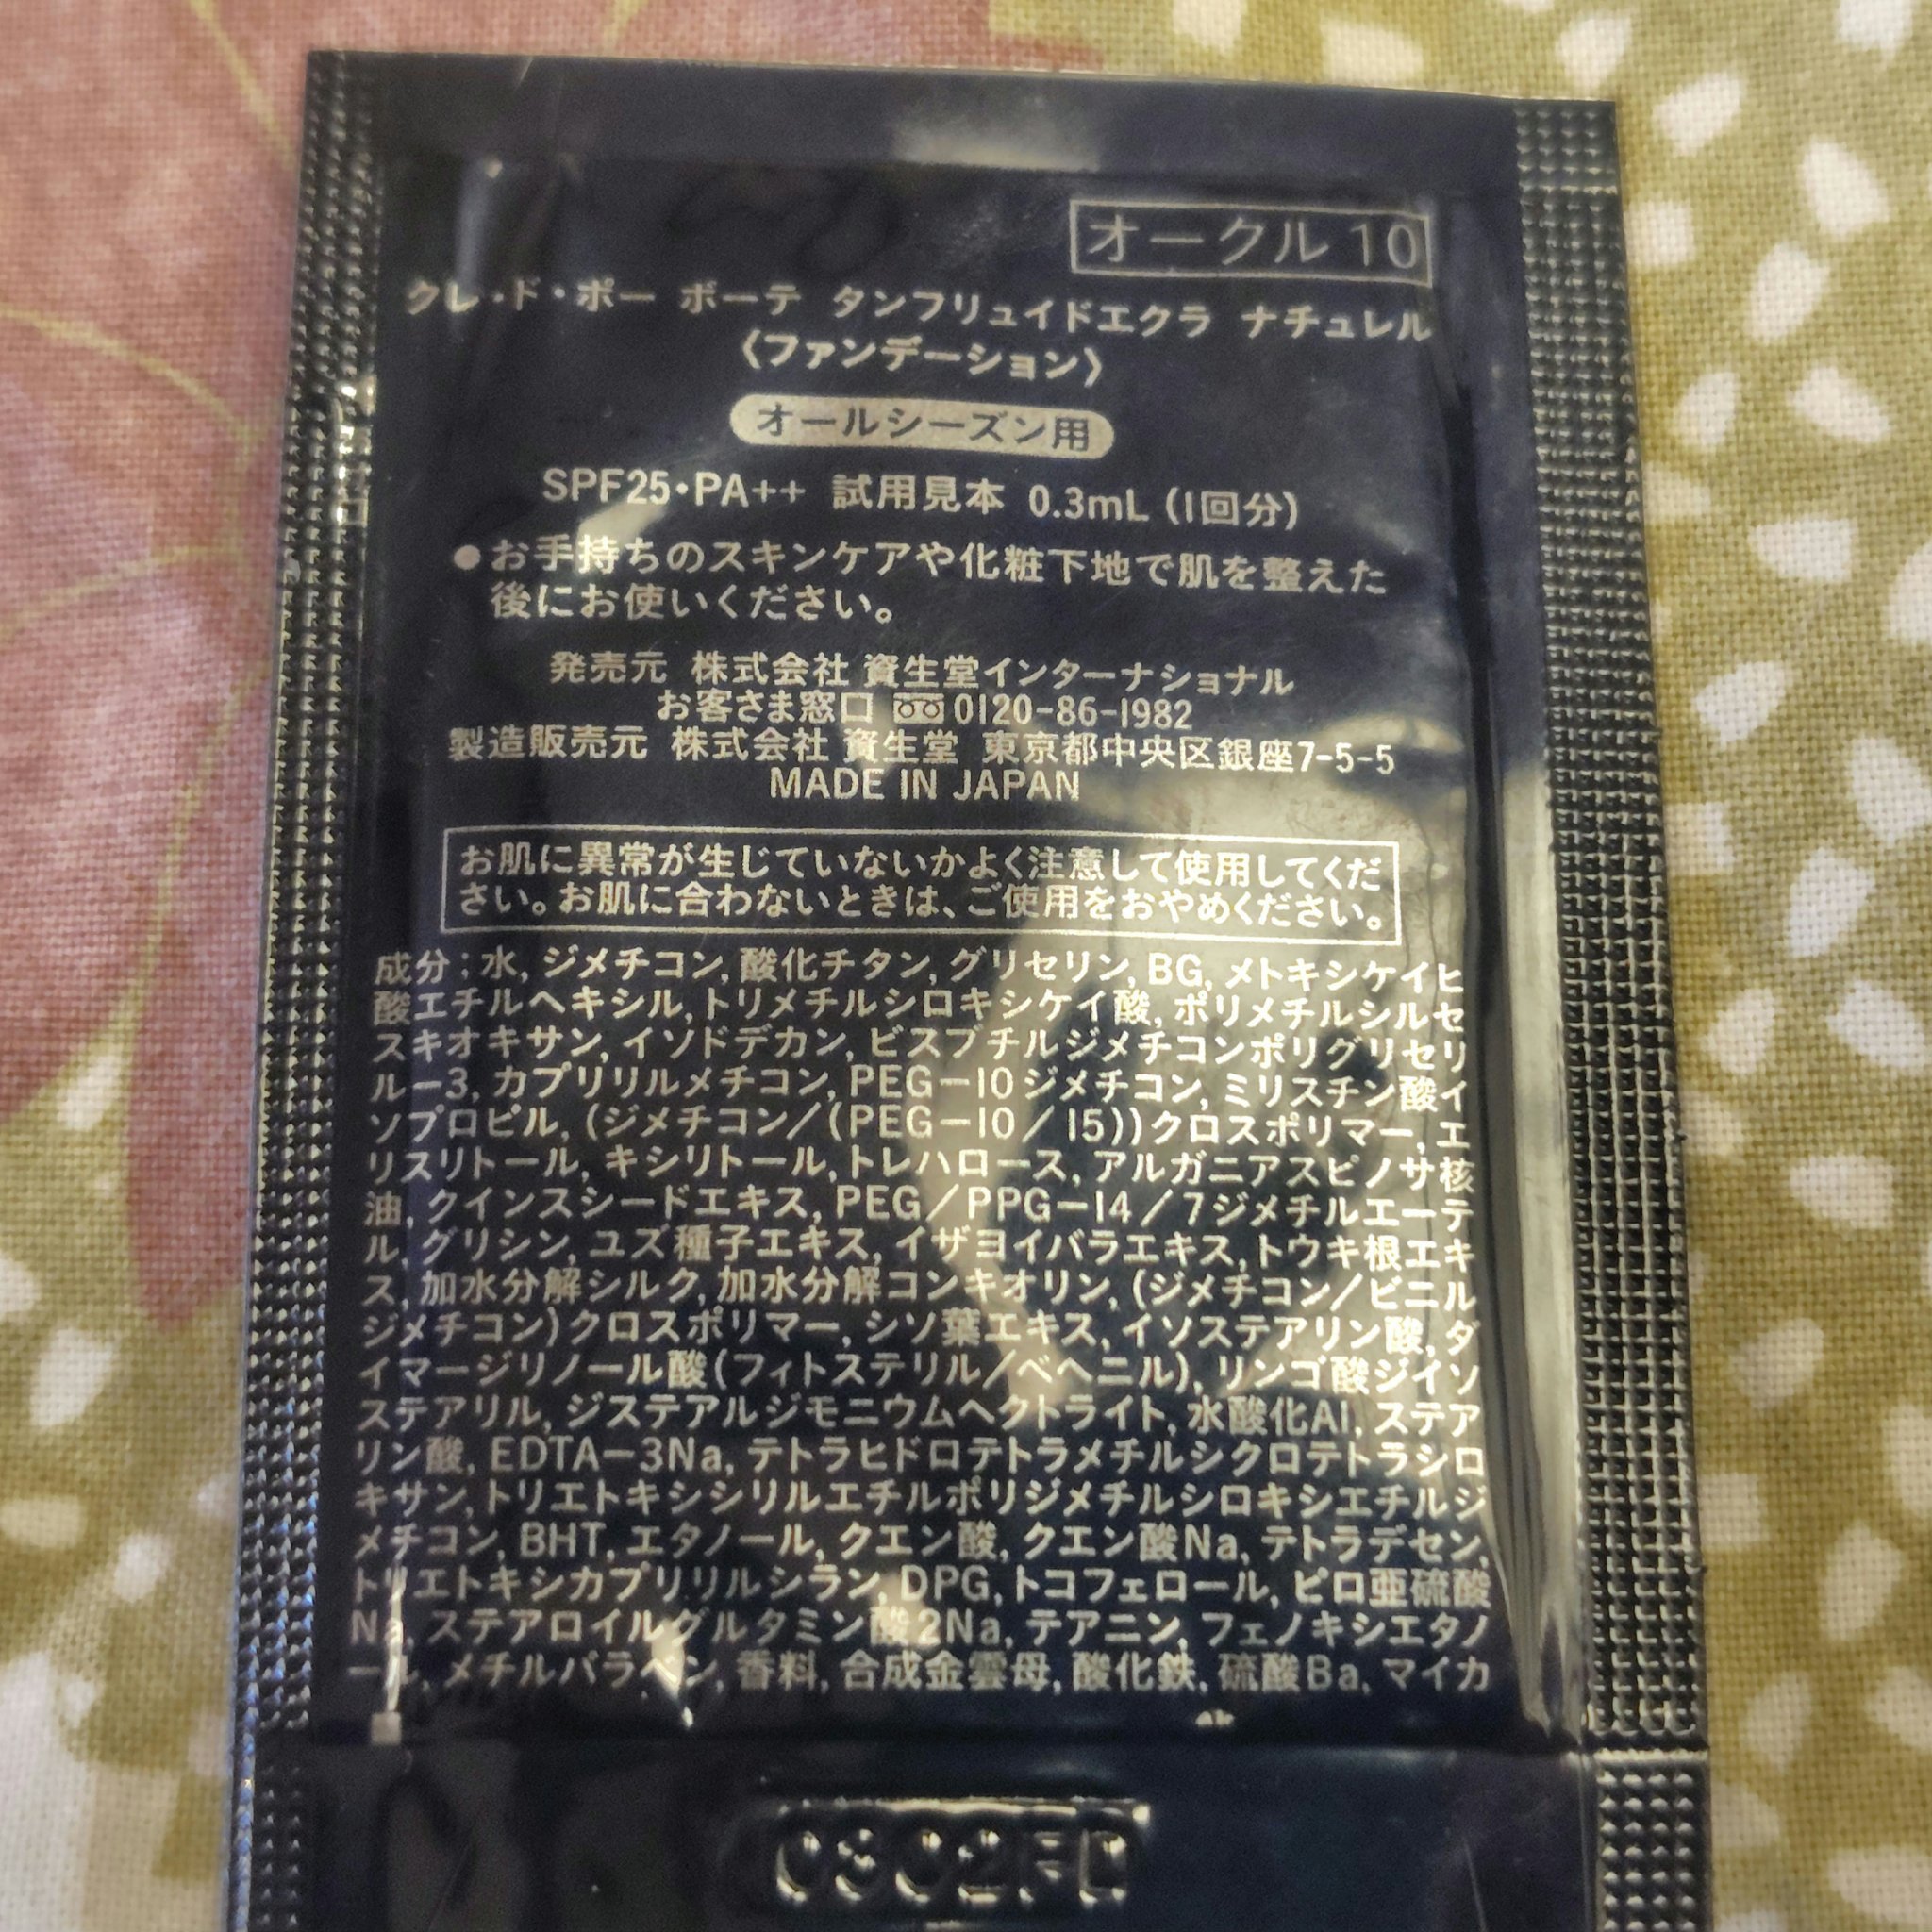 オークル10
クレ・ド・ポー ボーテ タンフリュイドエクラ ナチュレル
〈ファンデーション〉
オールシーズン用
SPF25・PA++ 試用見本 0.3mL (1回分)
●お手持ちのスキンケアや化粧下地で肌を整えた
後にお使いください。
発売元 株式会社 資生堂インターナショナル
お客さま窓口 0120-86-1982
製造販売元 株式会社 資生堂 東京都中央区銀座7-5-5
MADE IN JAPAN
お肌に異常が生じていないかよく注意して使用してくだ
さい。お肌に合わないときは、ご使用をおやめください。
成分:水, ジメチコン, 酸化チタン, グリセリン, BG, メトキシケイヒ
酸エチルヘキシル, トリメチルシロキシケイ酸, ポリメチルシルセ
スキオキサン, イソドデカン, ビスブチルジメチコンポリグリセリ
ル-3, カプリリルメチコン, PEG-10ジメチコン, ミリスチン酸イ
ソプロピル, (ジメチコン/(PEG-10/15))クロスポリマー, エ
リスリトール, キシリトール, トレハロース, アルガニアスピノサ核
油, クインスシードエキス, PEG/PPG-14/7ジメチルエーテ
ル, グリシン, ユズ種子エキス, イザヨイバラエキス, トウキ根エキ
ス, 加水分解シルク, 加水分解コンキオリン, (ジメチコン/ビニル
ジメチコン)クロスポリマー, シソ葉エキス, イソステアリン酸, ダ
イマージリノール酸(フィトステリル/ベヘニル), リンゴ酸ジイソ
ステアリル, ジステアルジモニウムヘクトライト, 水酸化Al, ステア
リン酸, EDTA-3Na, テトラヒドロテトラメチルシクロテトラシロ
キサン, トリエトキシシリルエチルポリジメチルシロキシエチルジ
メチコン, BHT, エタノール, クエン酸, クエン酸Na, テトラデセン,
トリエトキシカプリリルシラン, DPG, トコフェロール, ピロ亜硫酸
Na, ステアロイルグルタミン酸2Na, テアニン, フェノキシエタノ
ール, メチルパラベン, 香料, 合成金雲母, 酸化鉄, 硫酸Ba, マイカ